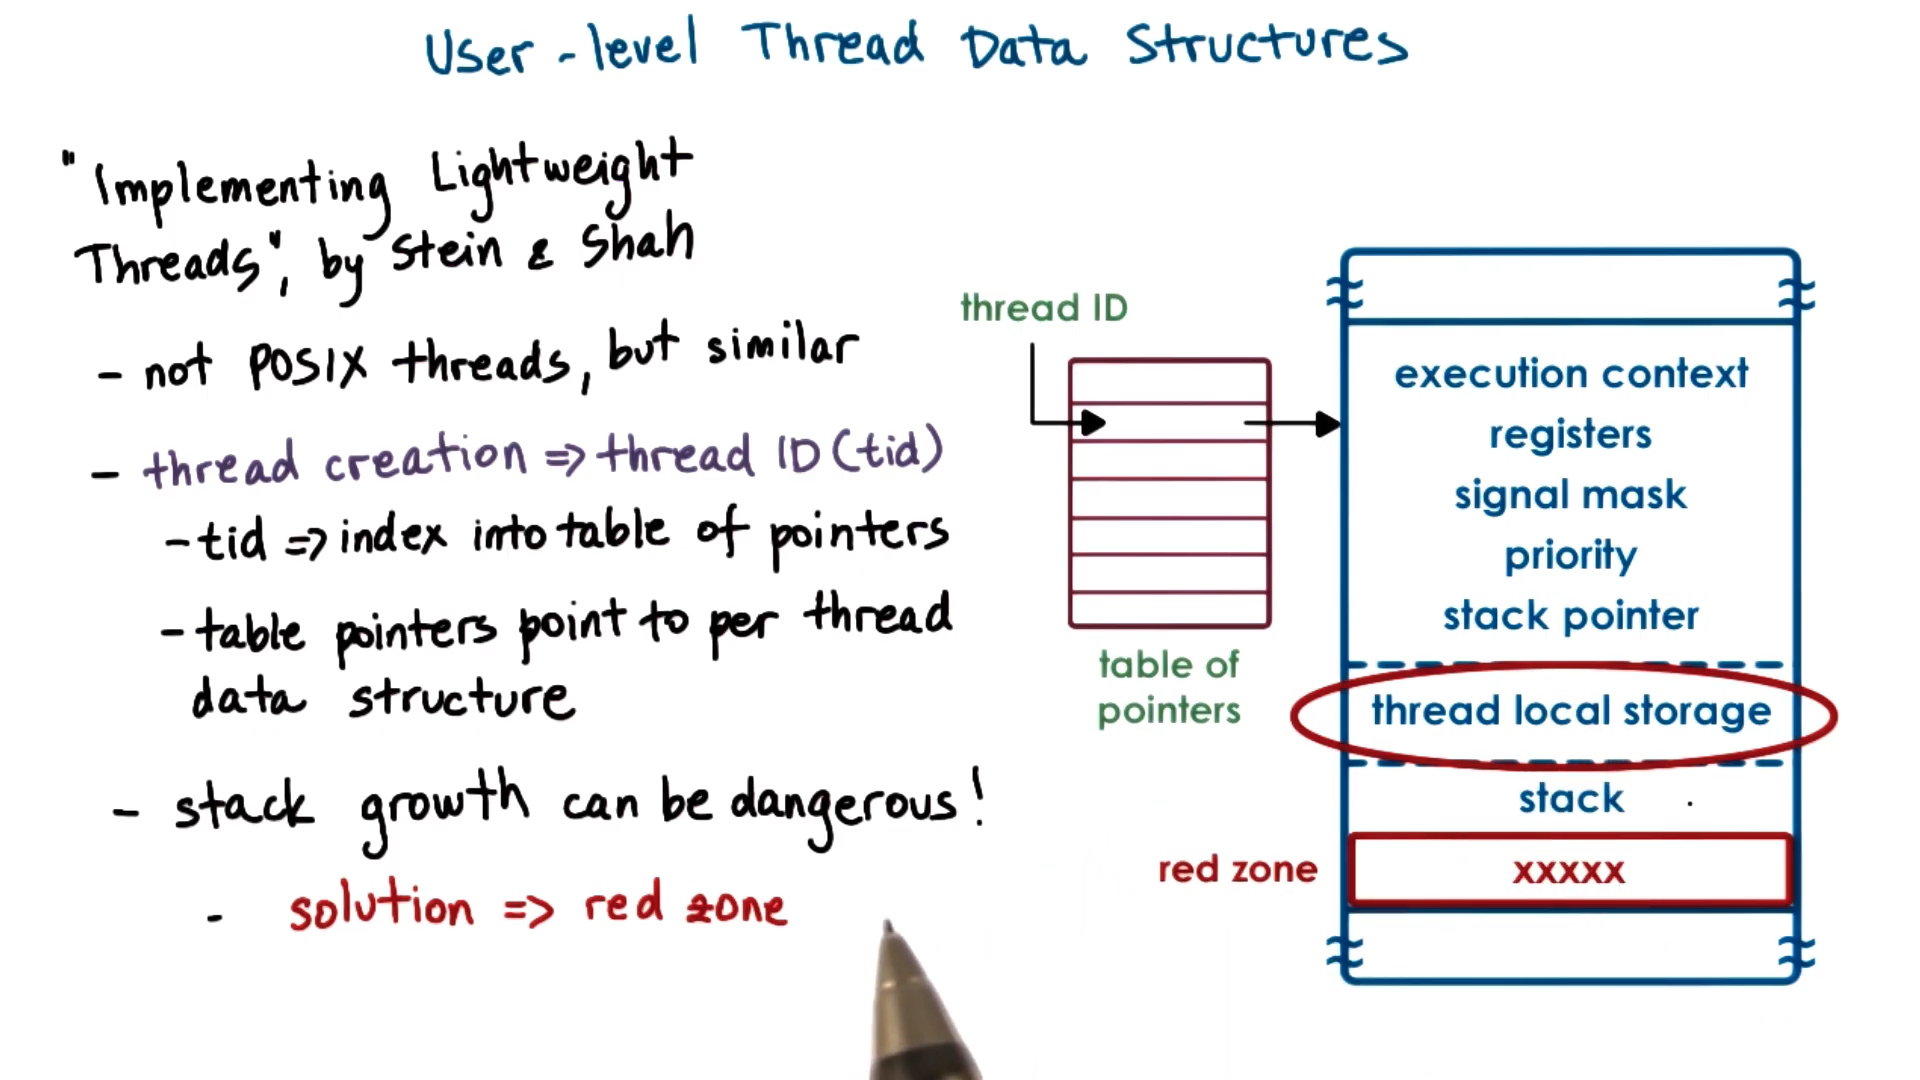 User-level Thread Data Structures
"Implementing Lightweight
Threads", by Stein & Shah
- not POSIX threads, but similar
- thread creation => thread ID (tid)
- tid => index into table of pointers
- table pointers point to per thread
data structure
- stack growth can be dangerous!
- solution => red zone
thread ID
table of
pointers
execution context
registers
signal mask
priority
stack pointer
thread local storage
stack
red zone
xxxxx